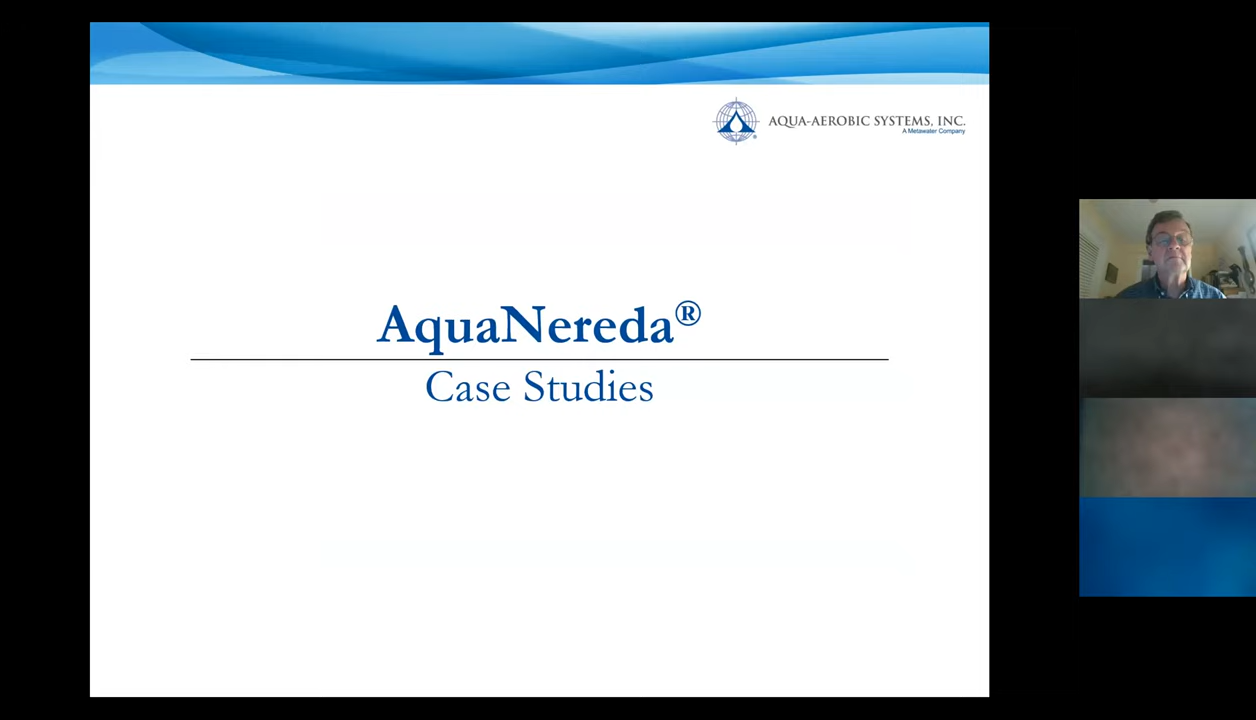 AQUA-AEROBIC SYSTEMS, INC.
A Metawater Company
AquaNereda®
Case Studies